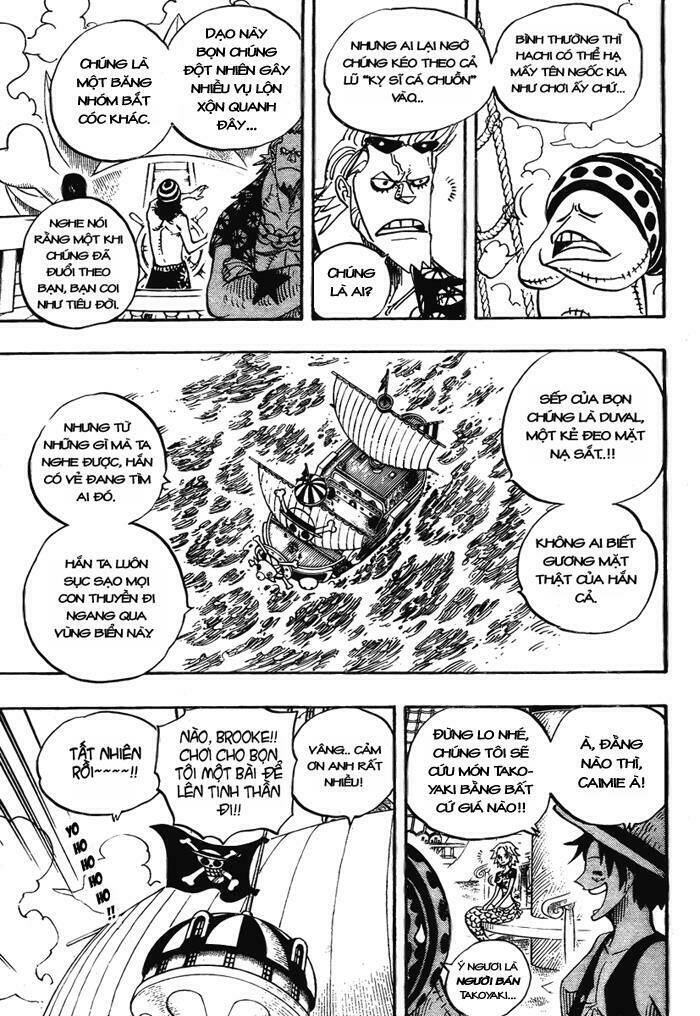 BÌNH THƯỜNG THÌ
HACHI CÓ THỂ HẠ
MẤY TÊN NGỐC KIA
NHƯ CHƠI ẤY CHỨ...
NHƯNG AI LẠI NGỜ
CHÚNG KÉO THEO CẢ
LŨ "KỴ SĨ CÁ CHUỒN"
VÀO...
CHÚNG
LÀ AI?
DẠO NÀY
BỌN CHÚNG
ĐỘT NHIÊN GÂY
NHIỀU VỤ LỘN
XỘN QUANH
ĐÂY...
CHÚNG LÀ
MỘT BĂNG
NHÓM BẮT
CÓC KHÁC.
NGHE NÓI
RẰNG MỘT KHI
CHÚNG ĐÃ
ĐUỔI THEO
BẠN, BẠN COI
NHƯ TIÊU ĐỜI.
SẾP CỦA BỌN
CHÚNG LÀ DUVAL,
MỘT KẺ ĐEO MẶT
NẠ SẮT..!!
KHÔNG AI BIẾT
GƯƠNG MẶT
THẬT CỦA HẮN
CẢ.
NHƯNG TỪ
NHỮNG GÌ MÀ TA
NGHE ĐƯỢC, HẮN
CÓ VẺ ĐANG TÌM
AI ĐÓ.
HẮN TA LUÔN
SỤC SẠO MỌI
CON THUYỀN ĐI
NGANG QUA
VÙNG BIỂN NÀY
À, ĐẰNG
NÀO THÌ,
CAIMIE À!
ĐỪNG LO NHÉ,
CHÚNG TÔI SẼ
CỨU MÓN TAKO-
YAKI BẰNG BẤT
CỨ GIÁ NÀO!!
Ý NGƯƠI LÀ
NGƯỜI BÁN
TAKOYAKI...
VÂNG.. CẢM
ƠN ANH RẤT
NHIỀU!
NÀO, BROOKE!!
CHƠI CHO BỌN
TÔI MỘT BÀI ĐỂ
LÊN TINH THẦN
ĐI!!
TẤT NHIÊN
RỒI~~~~!!
YO
HO
HO
HO
HO
!!